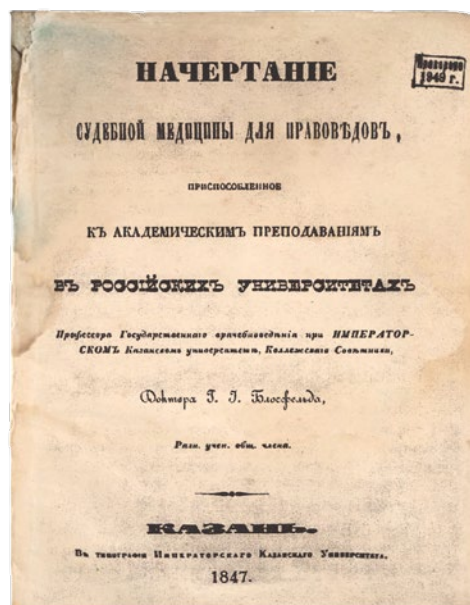 НАЧЕРТАНІЕ
Провѣрено
1949 г.
СУДЕБНОЙ МЕДИЦИНЫ ДЛЯ ПРАВОВѢДОВЪ,
ПРИСПОСОБЛЕННОЕ
КЪ АКАДЕМИЧЕСКИМЪ ПРЕПОДАВАНІЯМЪ
ВЪ РОССІЙСКИХЪ УНИВЕРСИТЕТАХЪ
Профессора Государственнаго врачебновѣдѣнія при ИМПЕРАТОР-
СКОМЪ Казанскомъ университетѣ, Коллежскаго Совѣтника,
Доктора Г. І. Блосфельда,
Разн. учен. общ. члена.
КАЗАНЬ.
Въ типографіи Императорскаго Казанскаго Университета.
1847.